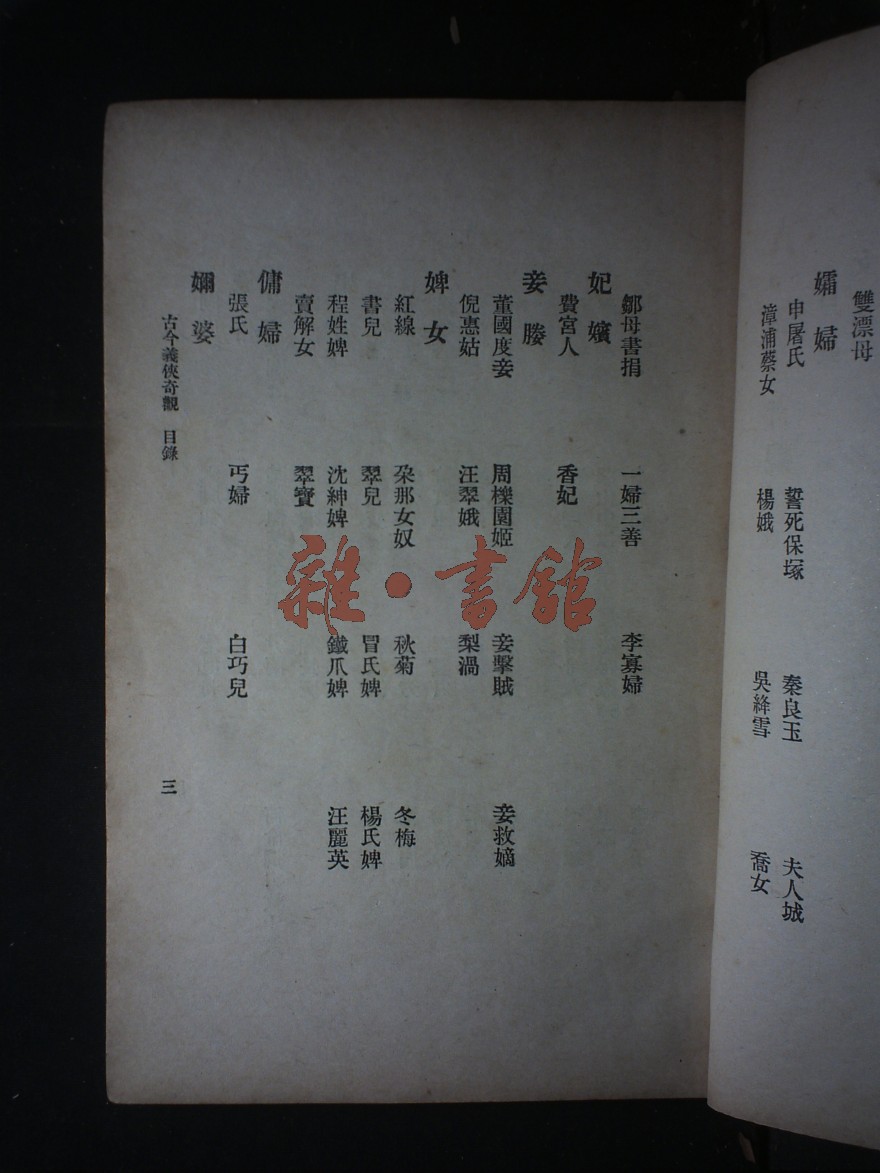 雙漂母
孀婦
申屠氏 誓死保塚 秦良玉 夫人城
漳浦蔡女 楊娥 吳絳雪 喬女
鄒母書捐 一婦三善 李寡婦
妃嬪
費宮人 香妃
妾媵
董國度妾 周櫟園姬 妾擊賊 妾救嫡
倪惠姑 汪翠娥 梨渦
婢女
紅線 朶那女奴 秋菊 冬梅
書兒 翠兒 冒氏婢 楊氏婢
程姓婢 沈紳婢 鐵爪婢 汪麗英
賣解女 翠寶
傭婦
張氏 丐婦 白巧兒
嬭婆
古今義俠奇觀 目錄 三
雜·書館